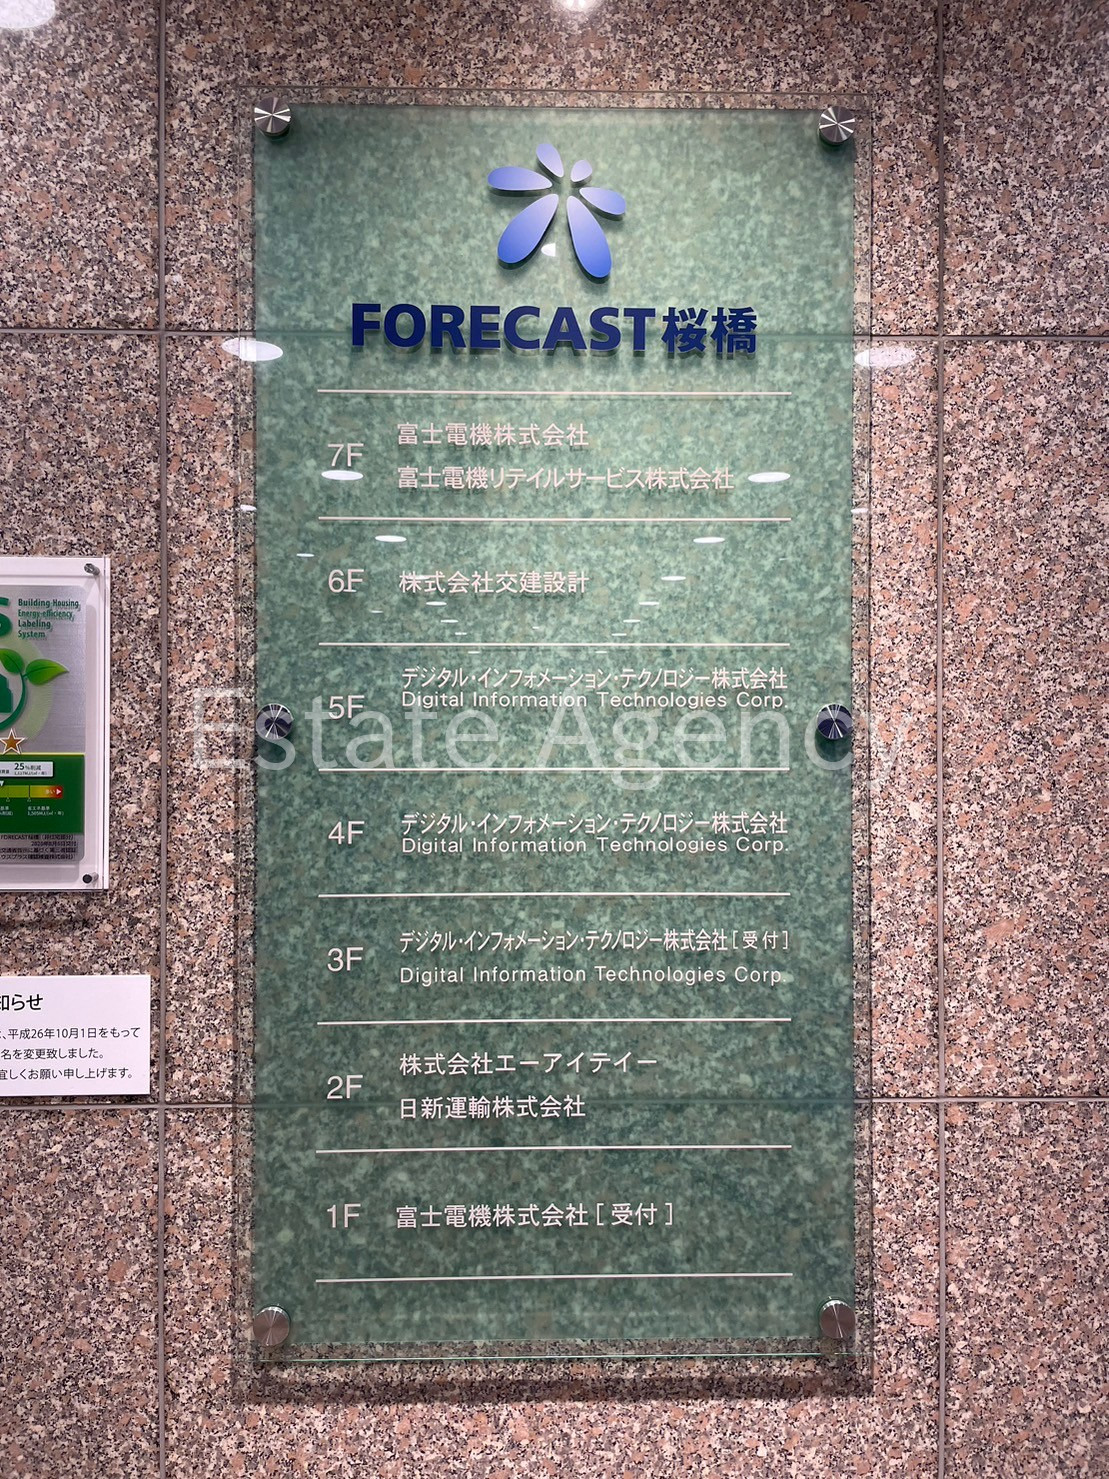 FORECAST桜橋
7F
富士電機株式会社
富士電機リテイルサービス株式会社
6F 株式会社交建設計
デジタル・インフォメーション・テクノロジー株式会社
5F Digital Information Technologies Corp.
Estate Agency
デジタル・インフォメーション・テクノロジー株式会社
4F Digital Information Technologies Corp.
デジタル・インフォメーション・テクノロジー株式会社[受付]
3F Digital Information Technologies Corp.
株式会社エーアイテイー
2F
日新運輸株式会社
1F 富士電機株式会社[受付]
Building-Housing
Energy-efficiency
Labeling
System
25%削減
知らせ
、平成26年10月1日をもって
名を変更致しました。
宜しくお願い申し上げます。